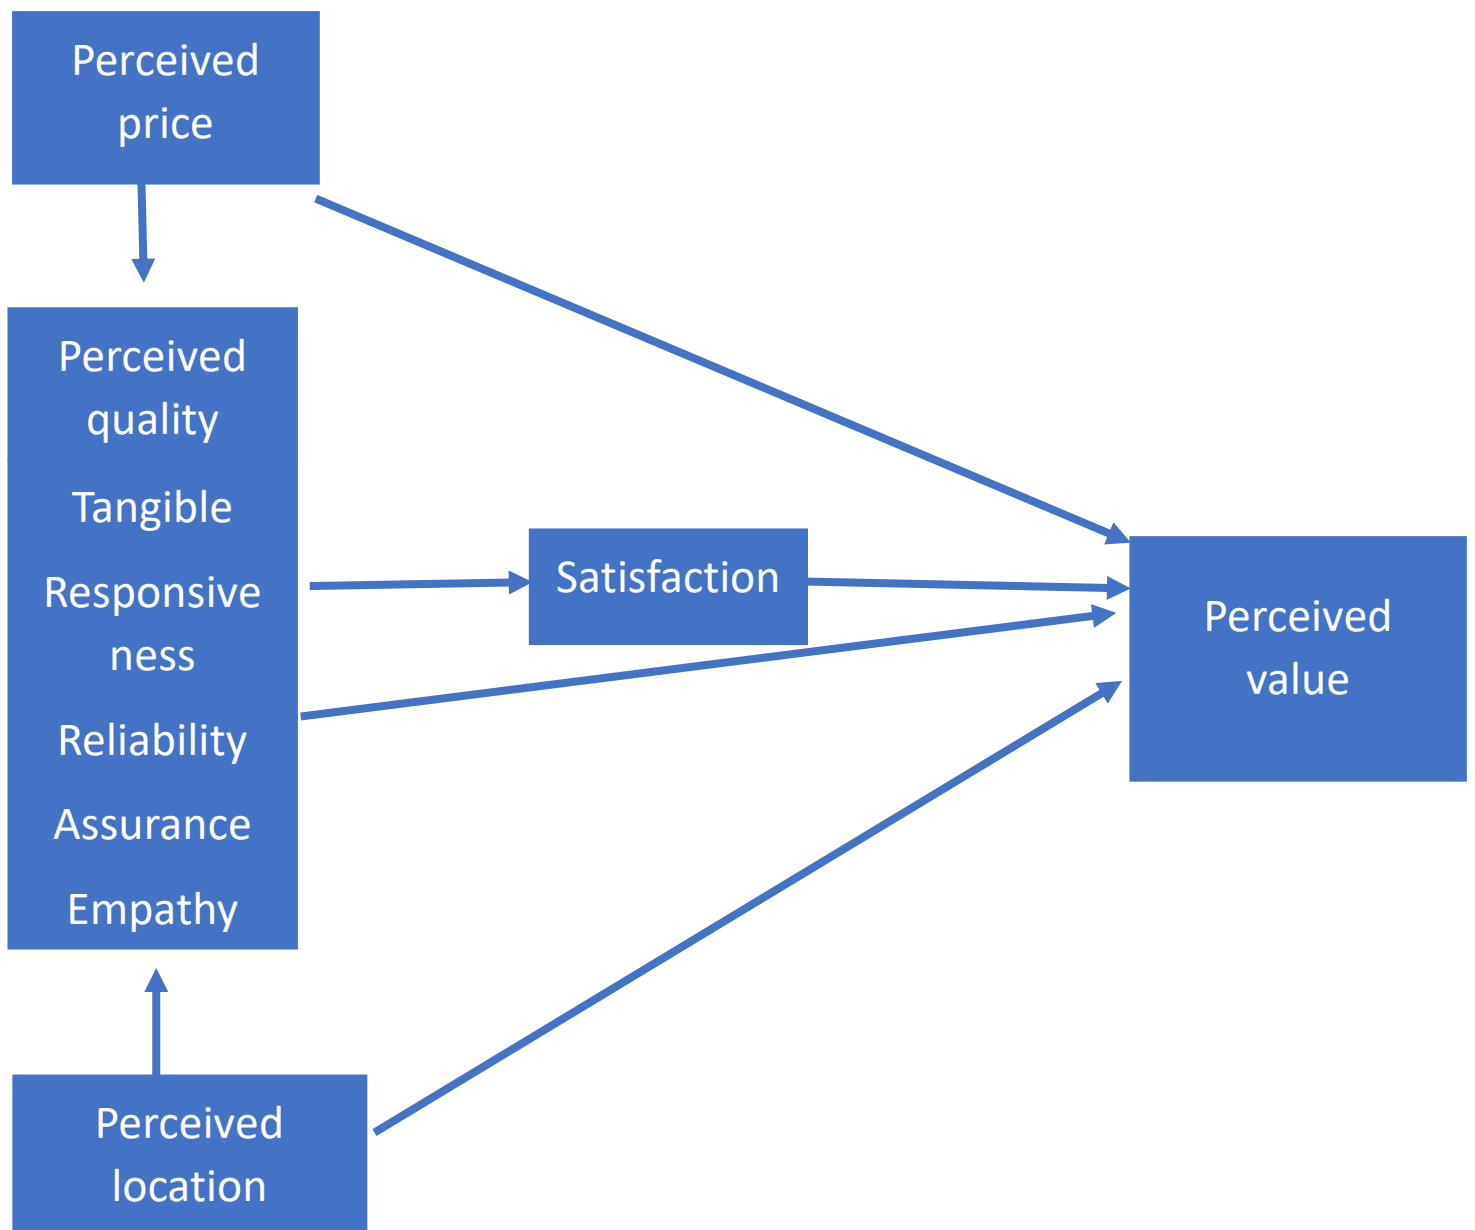 Perceived
price
Perceived
quality
Tangible
Responsive
ness
Reliability
Assurance
Empathy
Satisfaction
Perceived
value
Perceived
location